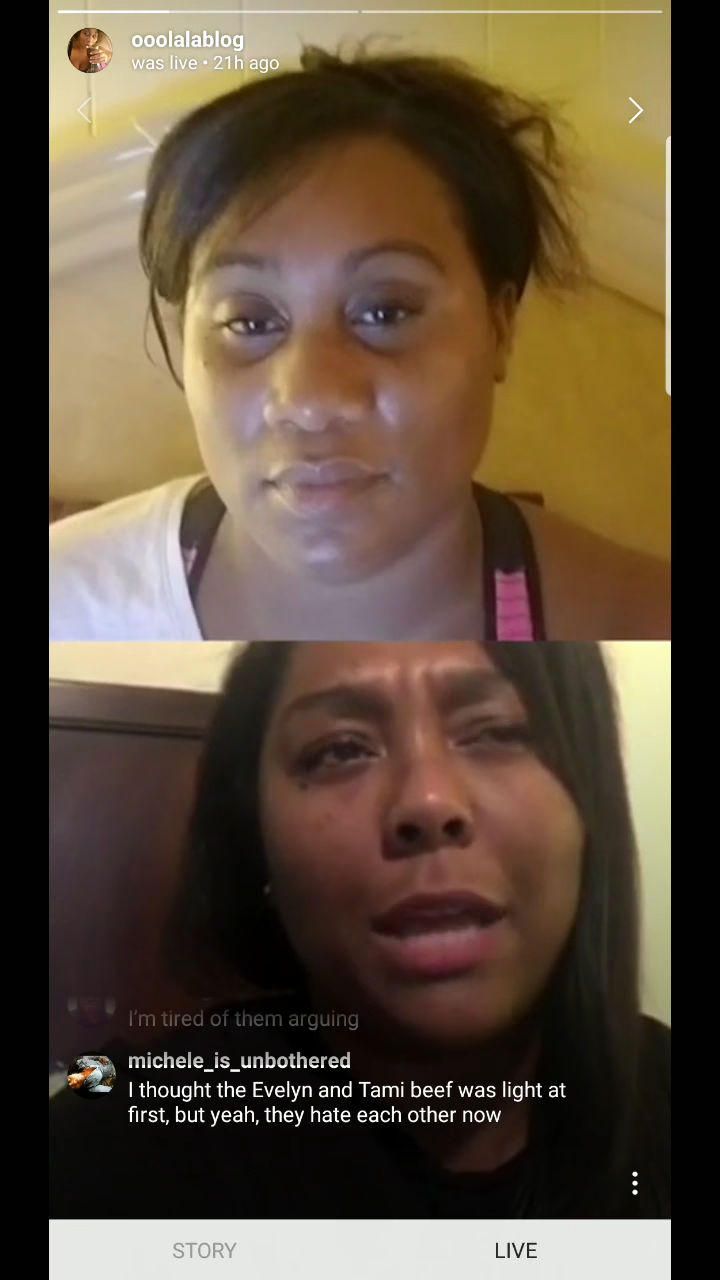 ooolalablog
was live • 21h ago
I'm tired of them arguing
michele_is_unbothered
I thought the Evelyn and Tami beef was light at
first, but yeah, they hate each other now
STORY
LIVE